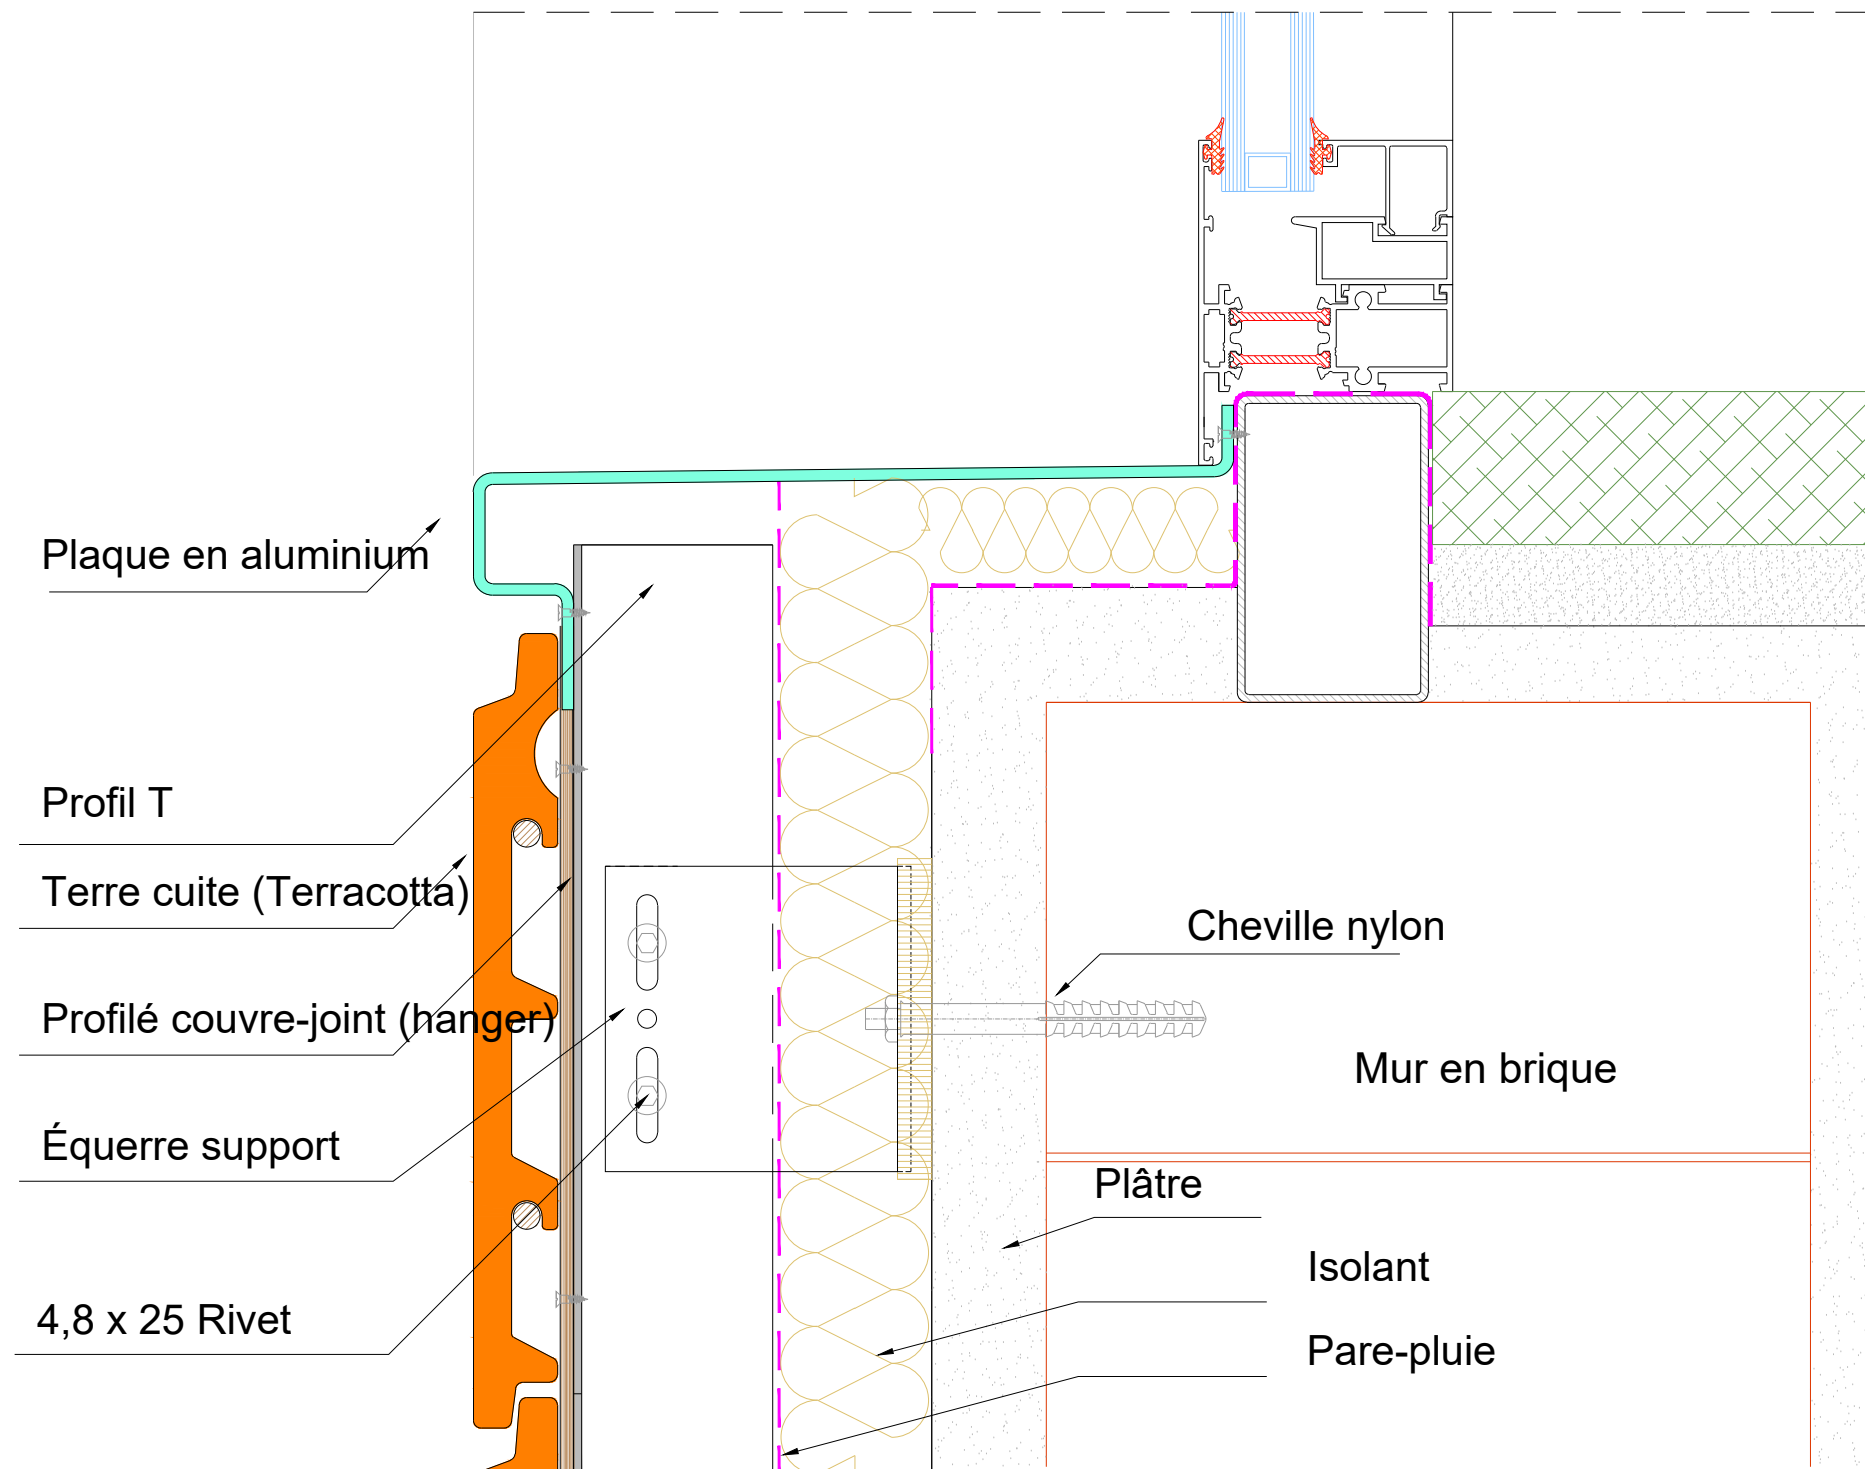 Plaque en aluminium
Profil T
Terre cuite (Terracotta)
Profilé couvre-joint (hanger)
Équerre support
4,8 x 25 Rivet
Cheville nylon
Mur en brique
Plâtre
Isolant
Pare-pluie